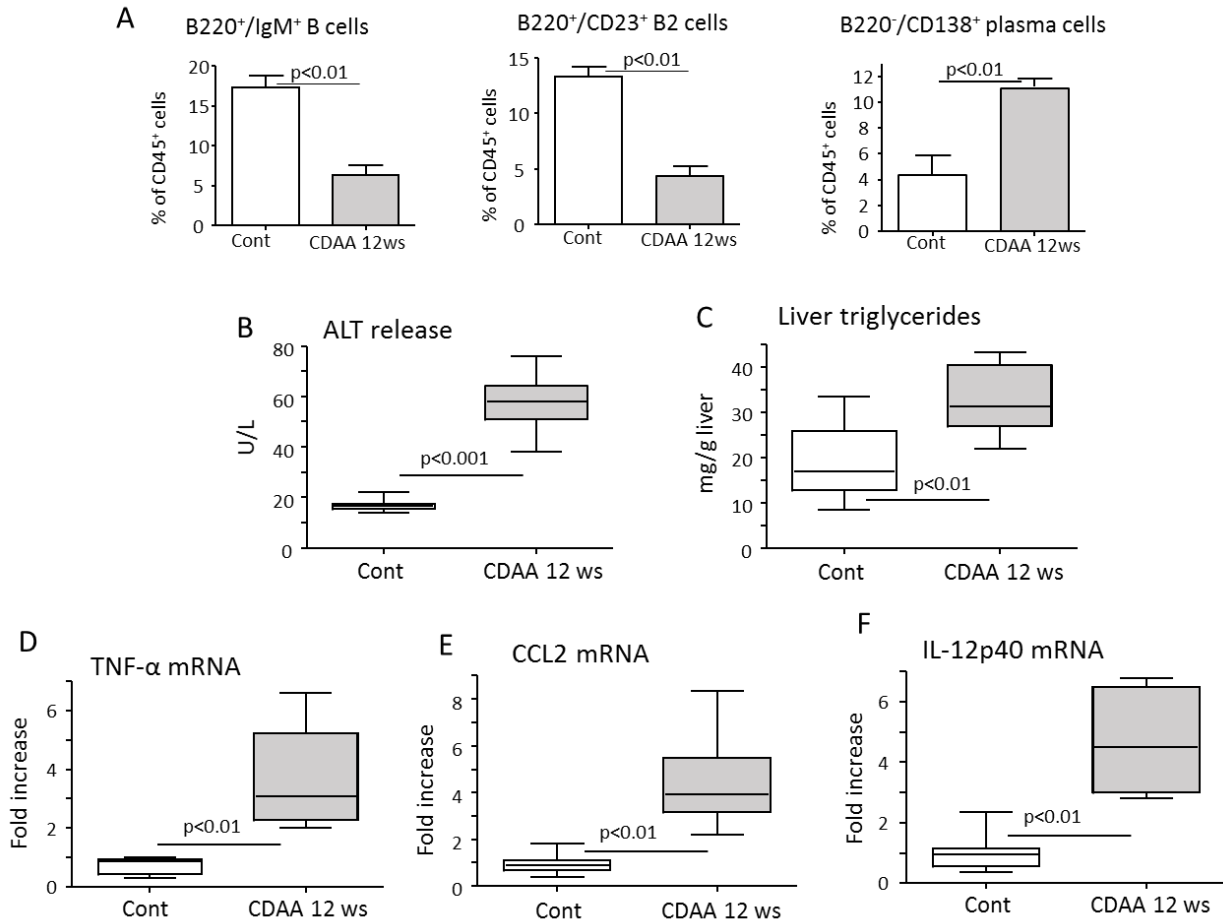 A
B220⁺/IgM⁺ B cells
B220⁺/CD23⁺ B2 cells
B220⁻/CD138⁺ plasma cells
% of CD45⁺ cells
20
15
10
5
0
p<0.01
Cont
CDAA 12ws
% of CD45⁺ cells
15
10
5
0
p<0.01
Cont
CDAA 12ws
% of CD45⁺ cells
12
10
8
6
4
2
0
p<0.01
Cont
CDAA 12ws
B
ALT release
U/L
80
60
40
20
0
p<0.001
Cont
CDAA 12 ws
C
Liver triglycerides
mg/g liver
40
30
20
10
0
p<0.01
Cont
CDAA 12 ws
D
TNF-α mRNA
Fold increase
6
4
2
0
p<0.01
Cont
CDAA 12 ws
E
CCL2 mRNA
Fold increase
8
6
4
2
0
p<0.01
Cont
CDAA 12 ws
F
IL-12p40 mRNA
Fold increase
6
4
2
0
p<0.01
Cont
CDAA 12 ws